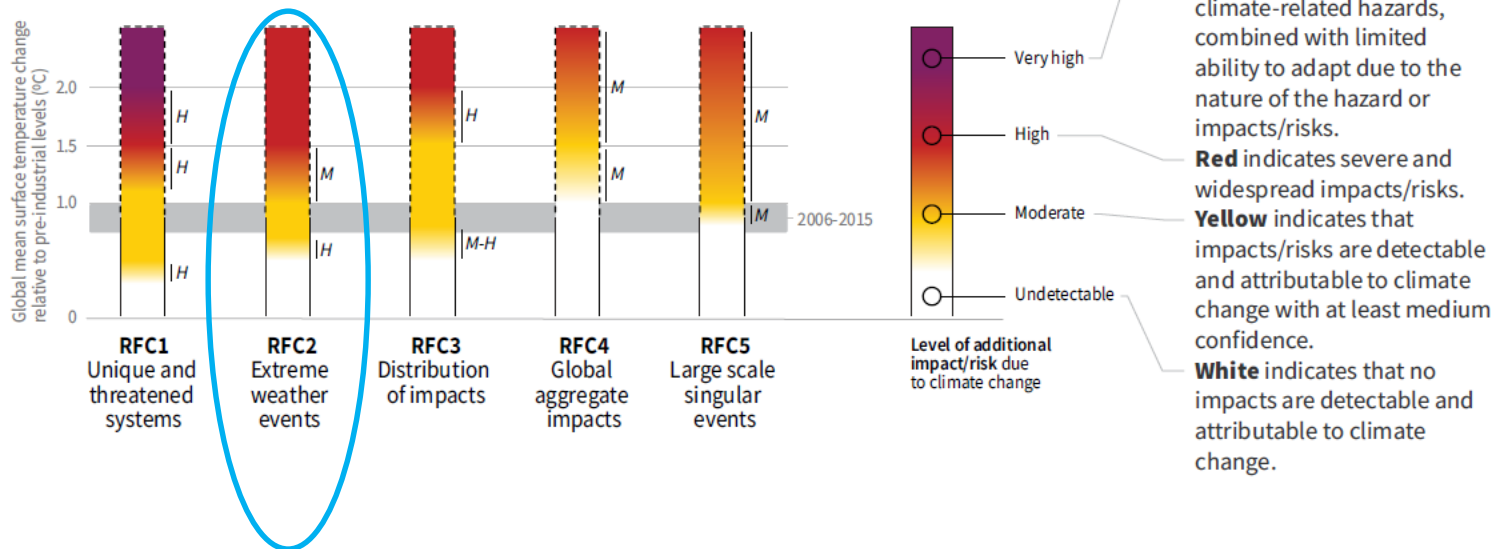 Global mean surface temperature change
relative to pre-industrial levels (⁰C)
2.0
1.5
1.0
0
H
H
H
M
H
H
M-H
M
M
M
M
2006-2015
RFC1
Unique and
threatened
systems
RFC2
Extreme
weather
events
RFC3
Distribution
of impacts
RFC4
Global
aggregate
impacts
RFC5
Large scale
singular
events
Very high
High
Moderate
Undetectable
Level of additional
impact/risk due
to climate change
climate-related hazards,
combined with limited
ability to adapt due to the
nature of the hazard or
impacts/risks.
Red indicates severe and
widespread impacts/risks.
Yellow indicates that
impacts/risks are detectable
and attributable to climate
change with at least medium
confidence.
White indicates that no
impacts are detectable and
attributable to climate
change.